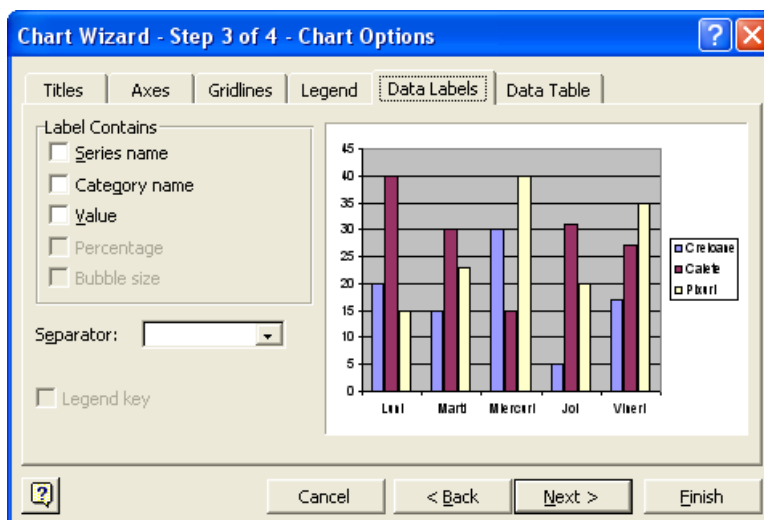 Chart Wizard - Step 3 of 4 - Chart Options
Titles Axes Gridlines Legend Data Labels Data Table
Label Contains
Series name
Category name
Value
Percentage
Bubble size
Separator:
Legend key
45
40
35
30
25
20
15
10
5
0
Luni Marti Miercuri Joi Vineri
Creioane
Caiete
Pixuri
Cancel < Back Next > Finish